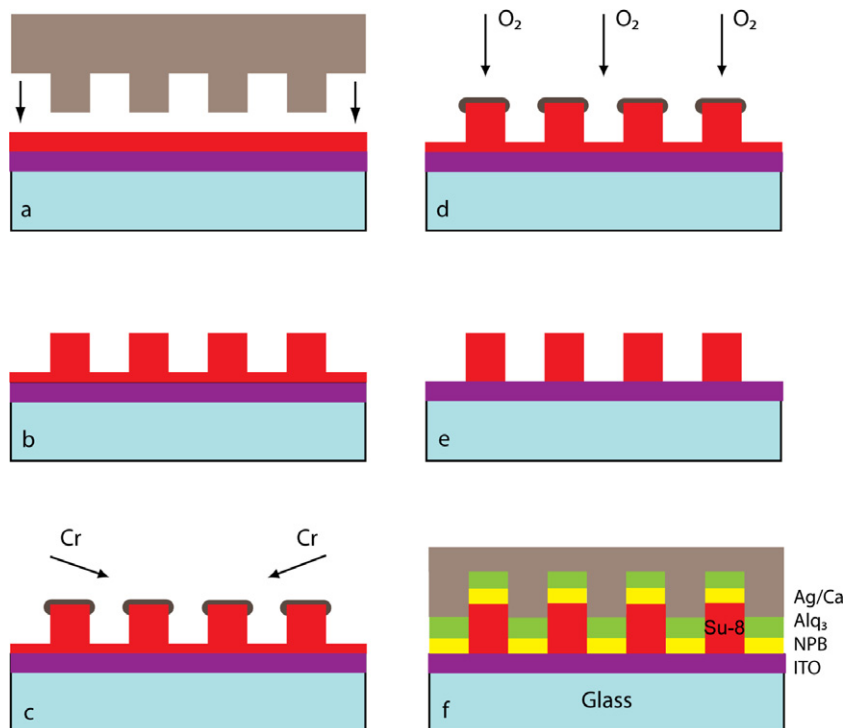 a
O₂ O₂ O₂
d
b
e
Cr Cr
c
Ag/Ca
Alq₃
Su-8
NPB
ITO
Glass
f